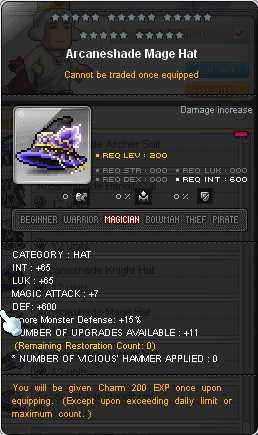 Arcaneshade Mage Hat
Cannot be traded once equipped
Damage increase
• REQ LEV : 200
• REQ STR : 000 • REQ LUK : 000
• REQ DEX : 000 • REQ INT : 600
0 0% 0%
BEGINNER WARRIOR MAGICIAN BOWMAN THIEF PIRATE
CATEGORY : HAT
INT : +65
LUK : +65
MAGIC ATTACK : +7
DEF: +600
Monster Defense: +15%
OF UPGRADES AVAILABLE : +11
(Remaining Restoration Count: 0)
* NUMBER OF VICIOUS' HAMMER APPLIED : 0
You will be given Charm 200 EXP once upon
equipping. (Except upon exceeding daily limit or
maximum count. )